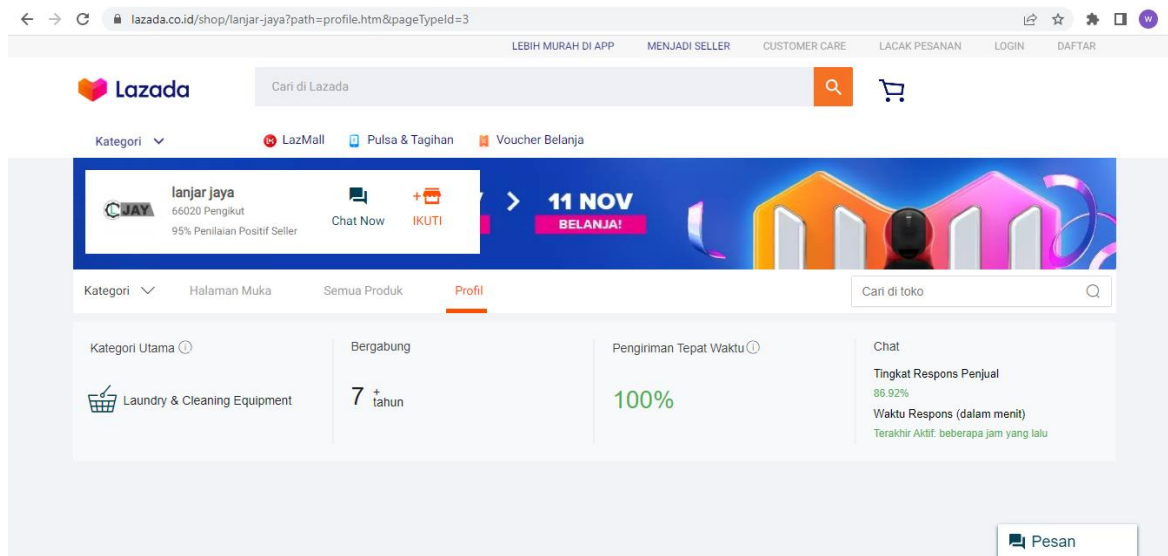 lazada.co.id/shop/lanjar-jaya?path=profile.htm&pageTypeId=3
W
LEBIH MURAH DI APP MENJADI SELLER CUSTOMER CARE LACAK PESANAN LOGIN DAFTAR
Lazada
Cari di Lazada
Kategori LazMall Pulsa & Tagihan Voucher Belanja
CJAY
lanjar jaya
66020 Pengikut
95% Penilaian Positif Seller
Chat Now
+
IKUTI
11 NOV
BELANJA!
Kategori Halaman Muka Semua Produk Profil
Cari di toko
Kategori Utama
Laundry & Cleaning Equipment
Bergabung
7 + tahun
Pengiriman Tepat Waktu
100%
Chat
Tingkat Respons Penjual
86.92%
Waktu Respons (dalam menit)
Terakhir Aktif: beberapa jam yang lalu
Pesan